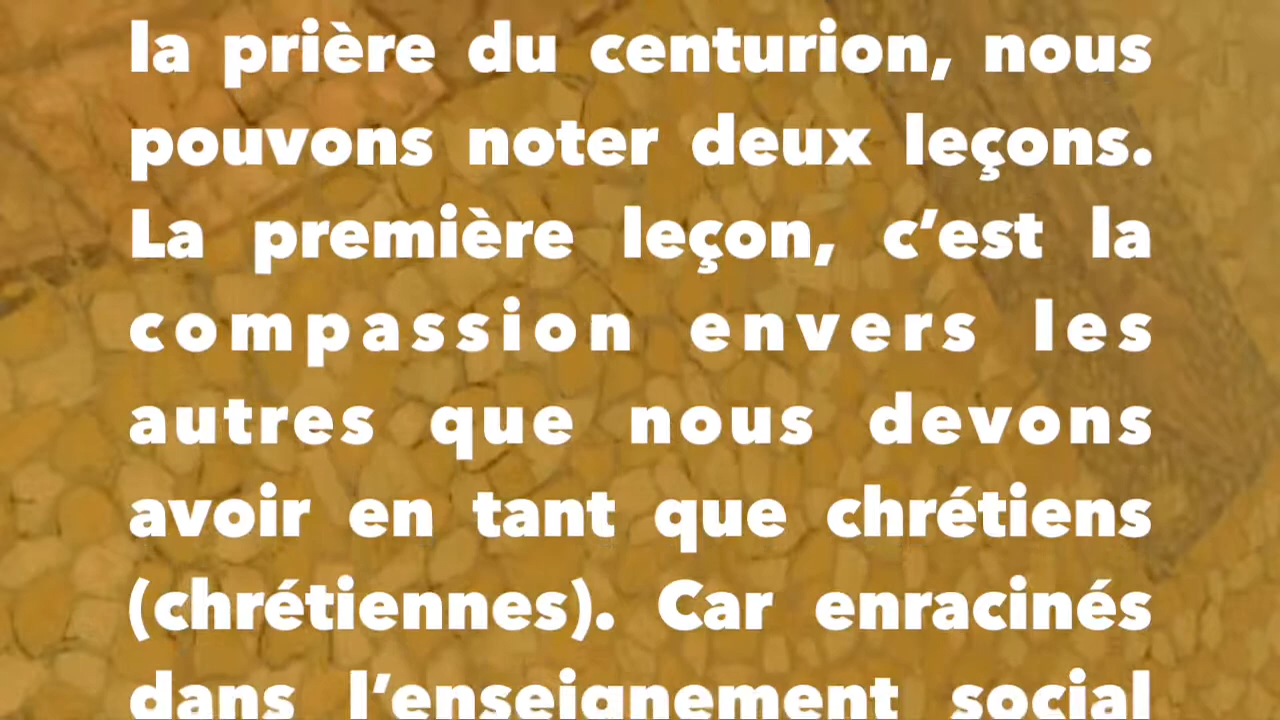 la prière du centurion, nous
pouvons noter deux leçons.
La première leçon, c’est la
compassion envers les
autres que nous devons
avoir en tant que chrétiens
(chrétiennes). Car enracinés
dans l’enseignement social